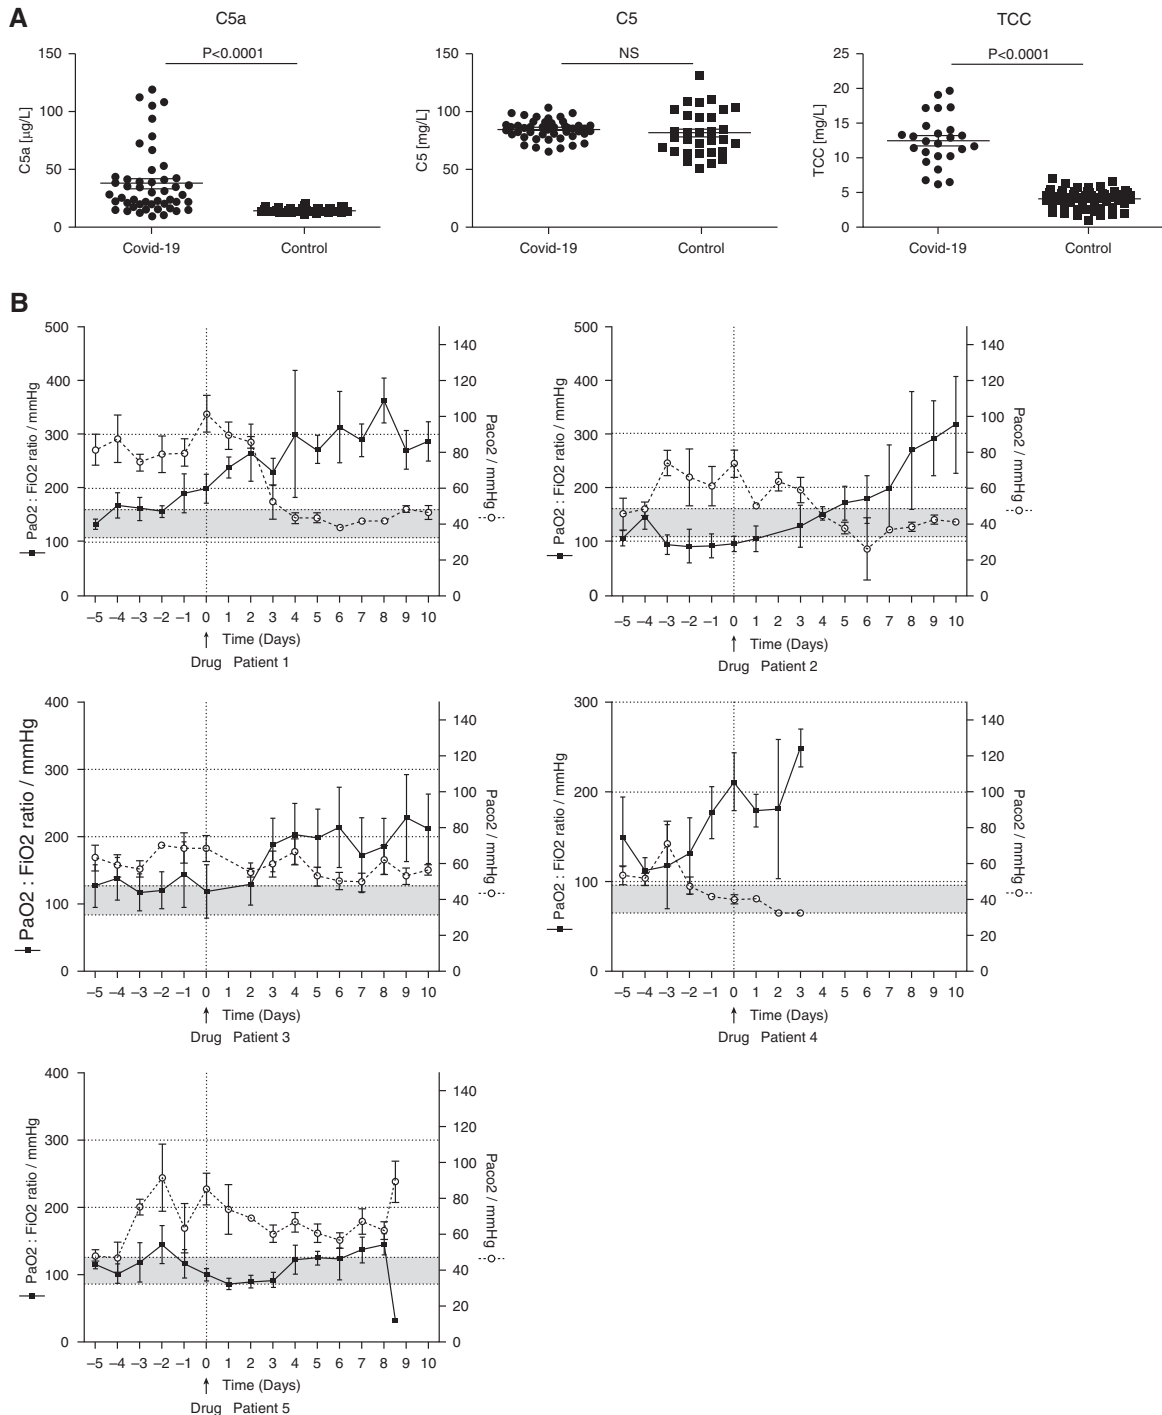 A
C5a
C5
TCC
150
P<0.0001
100
50
0
C5a [µg/L]
Covid-19
Control
150
NS
100
50
0
C5 [mg/L]
Covid-19
Control
25
P<0.0001
20
15
10
5
0
TCC [mg/L]
Covid-19
Control
B
500
400
300
200
100
0
PaO2 : FiO2 ratio / mmHg
140
120
100
80
60
40
20
0
Paco2 / mmHg
–5 –4 –3 –2 –1 0 1 2 3 4 5 6 7 8 9 10
Time (Days)
Drug Patient 1
500
400
300
200
100
0
PaO2 : FiO2 ratio / mmHg
140
120
100
80
60
40
20
0
Paco2 / mmHg
–5 –4 –3 –2 –1 0 1 2 3 4 5 6 7 8 9 10
Time (Days)
Drug Patient 2
400
300
200
100
0
PaO2 : FiO2 ratio / mmHg
140
120
100
80
60
40
20
0
Paco2 / mmHg
–5 –4 –3 –2 –1 0 1 2 3 4 5 6 7 8 9 10
Time (Days)
Drug Patient 3
300
200
100
0
PaO2 : FiO2 ratio / mmHg
140
120
100
80
60
40
20
0
Paco2 / mmHg
–5 –4 –3 –2 –1 0 1 2 3 4 5 6 7 8 9 10
Time (Days)
Drug Patient 4
400
300
200
100
0
PaO2 : FiO2 ratio / mmHg
140
120
100
80
60
40
20
0
Paco2 / mmHg
–5 –4 –3 –2 –1 0 1 2 3 4 5 6 7 8 9 10
Time (Days)
Drug Patient 5